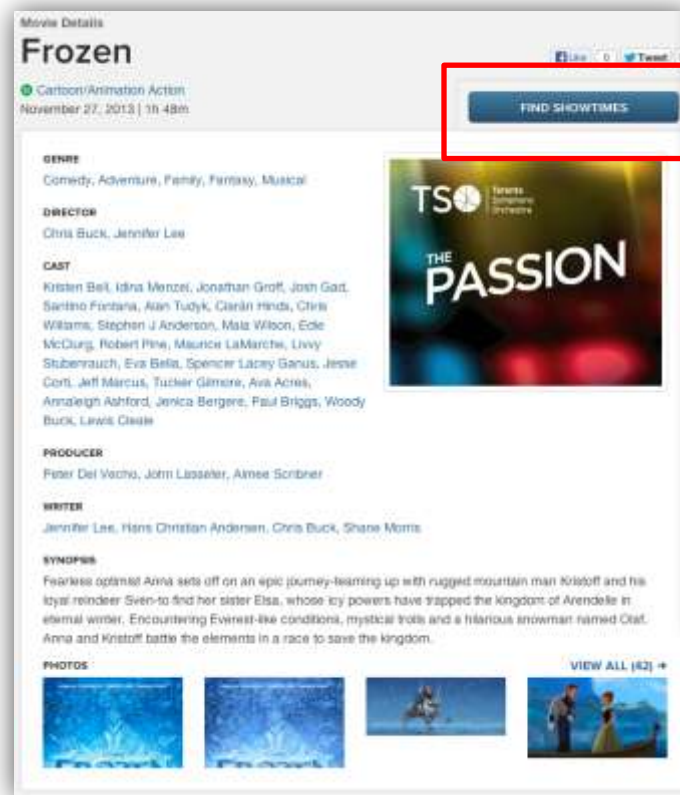 Movie Details
Frozen
Like 0 Tweet
Cartoon/Animation Action
November 27, 2013 | 1h 48m
FIND SHOWTIMES
GENRE
Comedy, Adventure, Family, Fantasy, Musical
DIRECTOR
Chris Buck, Jennifer Lee
CAST
Kristen Bell, Idina Menzel, Jonathan Groff, Josh Gad,
Santino Fontana, Alan Tudyk, Ciarán Hinds, Chris
Williams, Stephen J Anderson, Maia Wilson, Edie
McClurg, Robert Pine, Maurice LaMarche, Livvy
Stubenrauch, Eva Bella, Spencer Lacey Ganus, Jesse
Corti, Jeff Marcus, Tucker Gilmore, Ava Acres,
Annaleigh Ashford, Jenica Bergere, Paul Briggs, Woody
Buck, Lewis Cleale
TSO Toronto
Symphony
Orchestra
THE
PASSION
PRODUCER
Peter Del Vecho, John Lasseter, Aimee Scribner
WRITER
Jennifer Lee, Hans Christian Andersen, Chris Buck, Shane Morris
SYNOPSIS
Fearless optimist Anna sets off on an epic journey-teaming up with rugged mountain man Kristoff and his
loyal reindeer Sven-to find her sister Elsa, whose icy powers have trapped the kingdom of Arendelle in
eternal winter. Encountering Everest-like conditions, mystical trolls and a hilarious snowman named Olaf,
Anna and Kristoff battle the elements in a race to save the kingdom.
PHOTOS
VIEW ALL (42) →
FROZEN
FROZEN